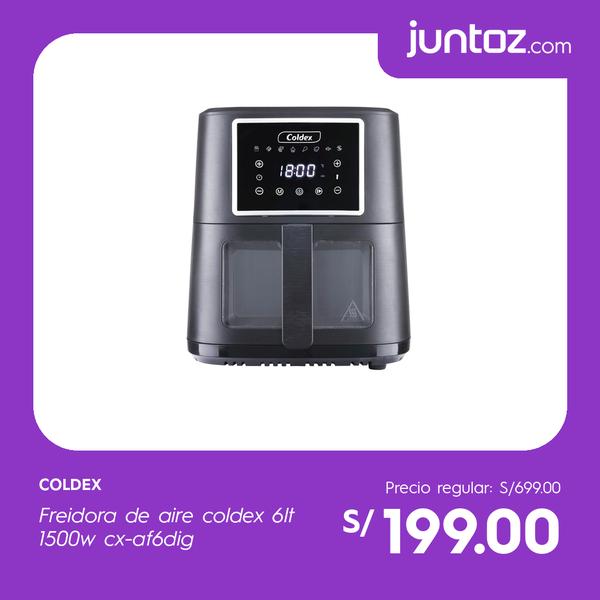 juntoz.com
Coldex
18:00
COLDEX
Freidora de aire coldex 6lt
1500w cx-af6dig
Precio regular: S/699.00
S/199.00